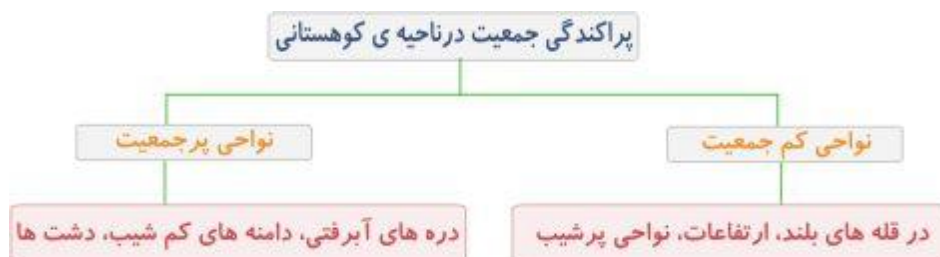 پراکندگی جمعیت درناحیه ی کوهستانی
نواحی کم جمعیت
نواحی پرجمعیت
در قله های بلند، ارتفاعات، نواحی پرشیب
دره های آبرفتی، دامنه های کم شیب، دشت ها